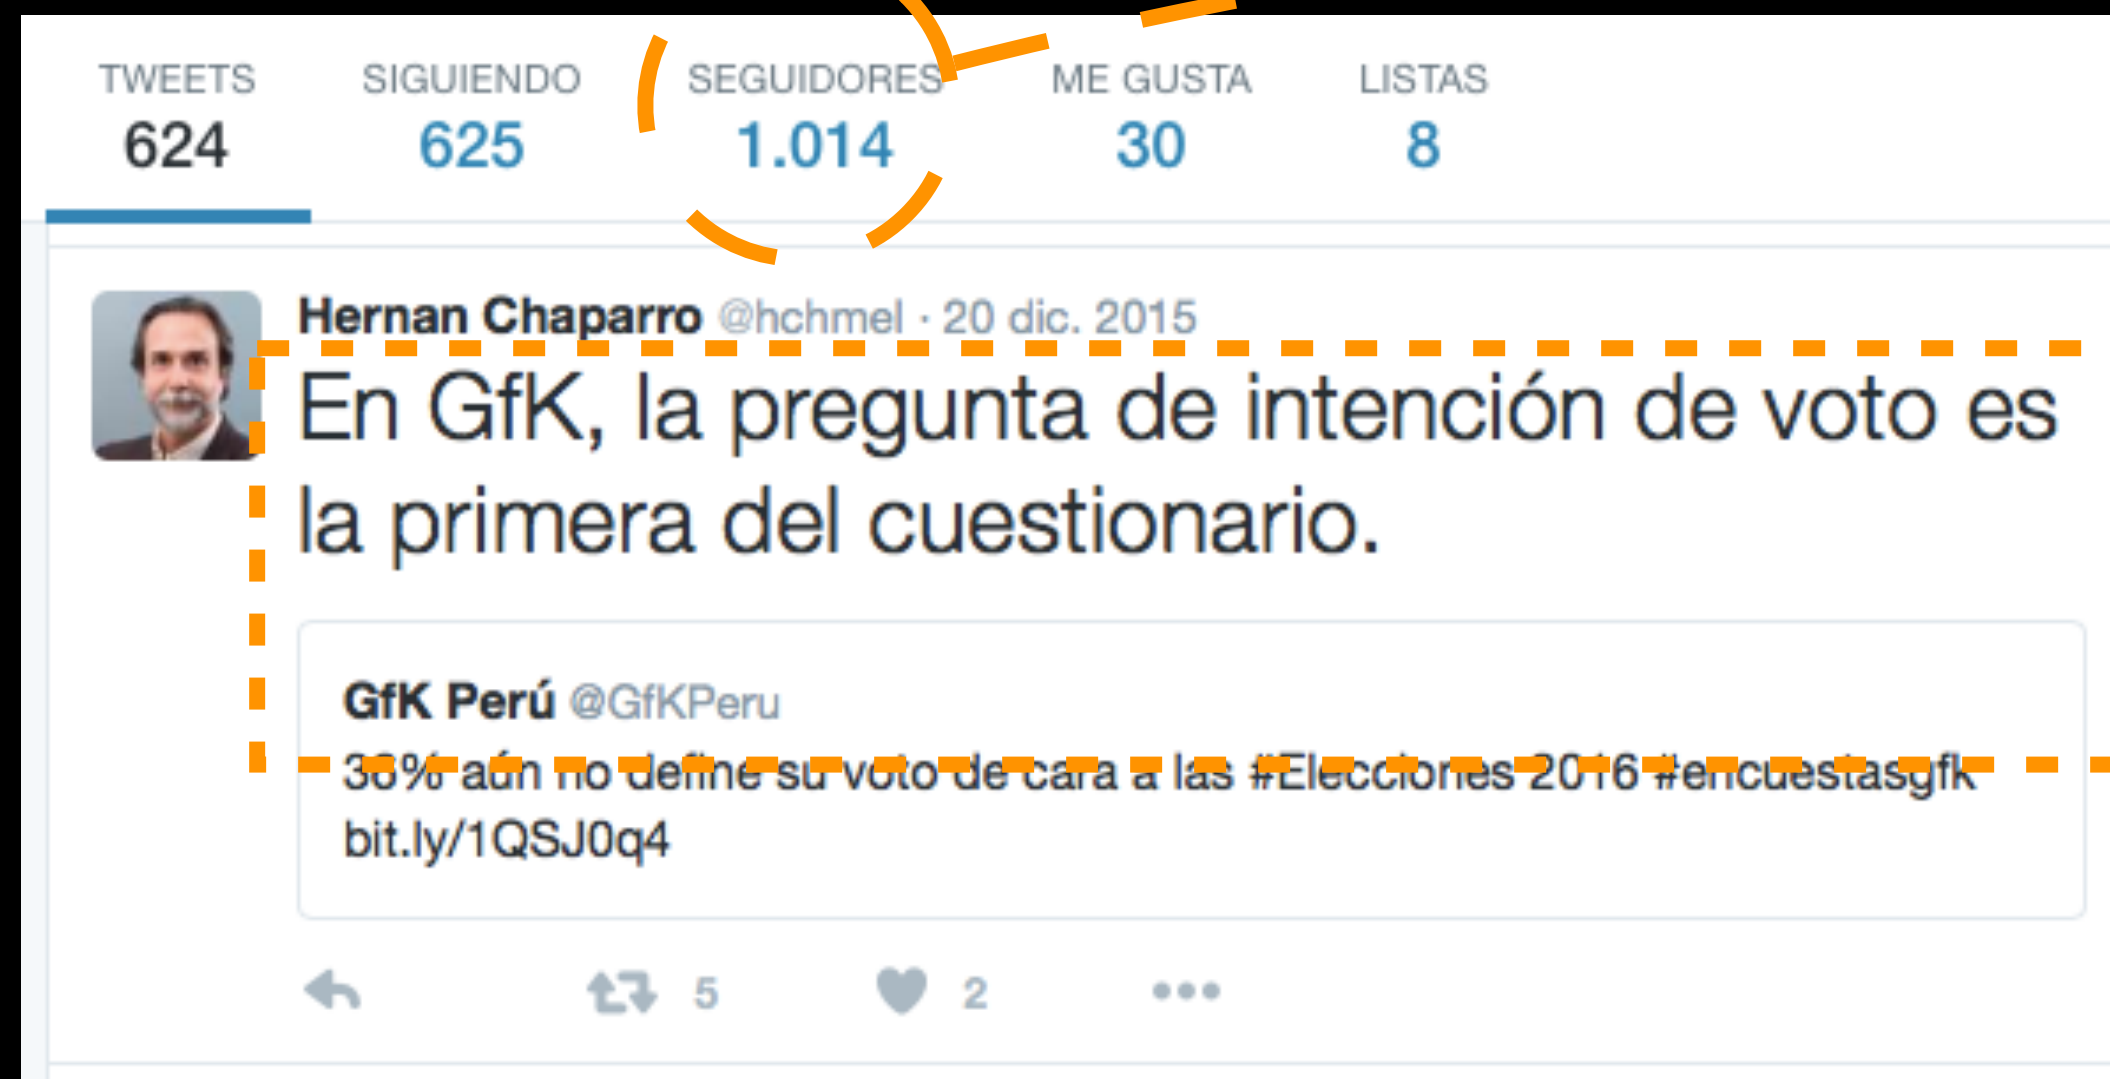 TWEETS SIGUIENDO SEGUIDORES ME GUSTA LISTAS
624 625 1.014 30 8
Hernan Chaparro @hchmel · 20 dic. 2015
En GfK, la pregunta de intención de voto es
la primera del cuestionario.
GfK Perú @GfKPeru
aún no define su voto de cara a las #Elecciones 2016 #encuestasgfk
bit.ly/1QSJ0q4
5 2